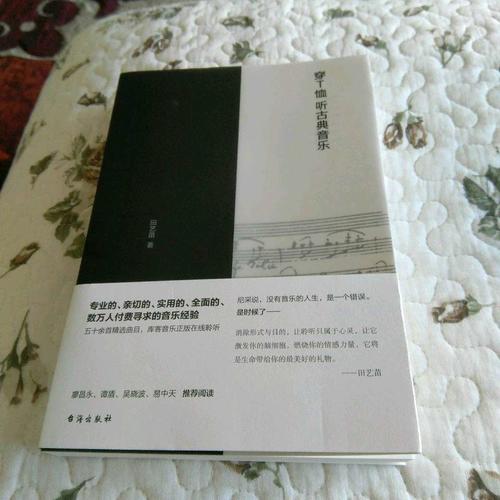 穿T恤 听古典音乐
田艺苗 著
专业的、亲切的、实用的、全面的、
数万人付费寻求的音乐经验
五十余首精选曲目，库客音乐正版在线聆听
廖昌永、谭盾、吴晓波、易中天 推荐阅读
台海出版社
尼采说，没有音乐的人生，是一个错误。
是时候了——
消除形式与目的，让聆听只属于心灵，让它
激发你的脑细胞，燃烧你的情感力量，它将
是生命带给你的最美好的礼物。
——田艺苗